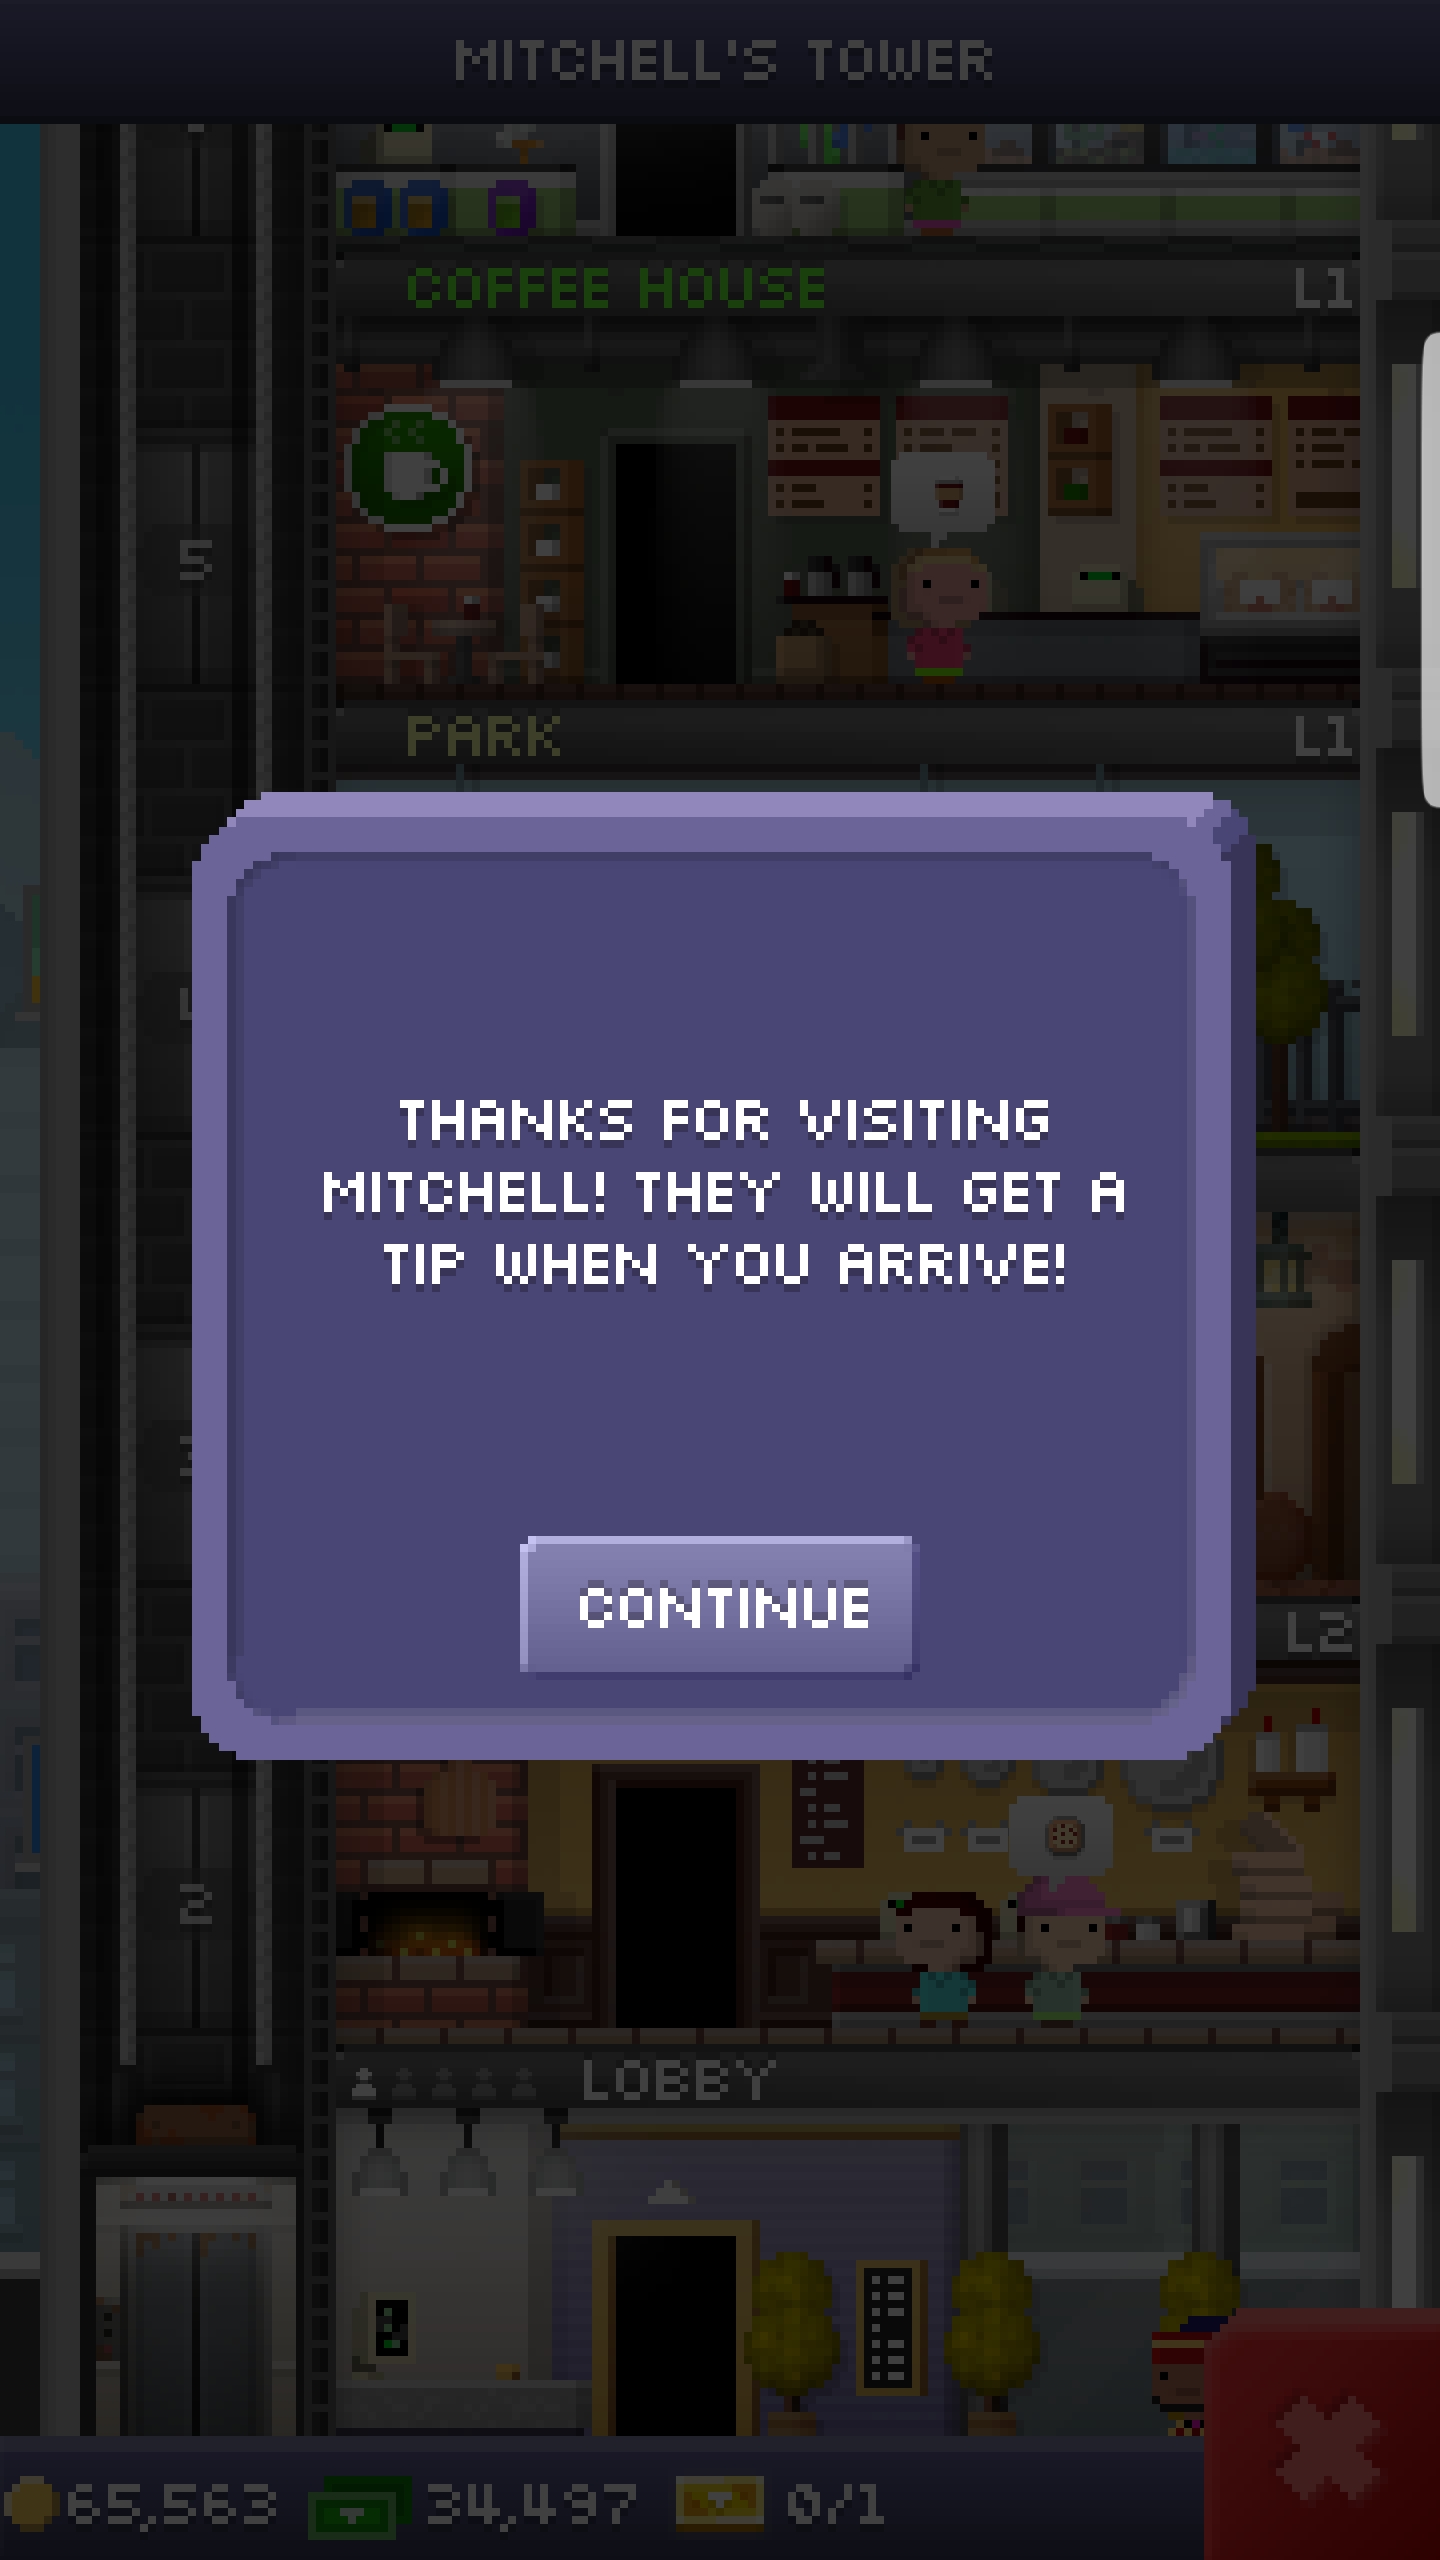 MITCHELL'S TOWER
COFFEE HOUSE L1
5
PARK L1
THANKS FOR VISITING
MITCHELL! THEY WILL GET A
TIP WHEN YOU ARRIVE!
CONTINUE
L2
2
LOBBY
65,563 34,497 0/1